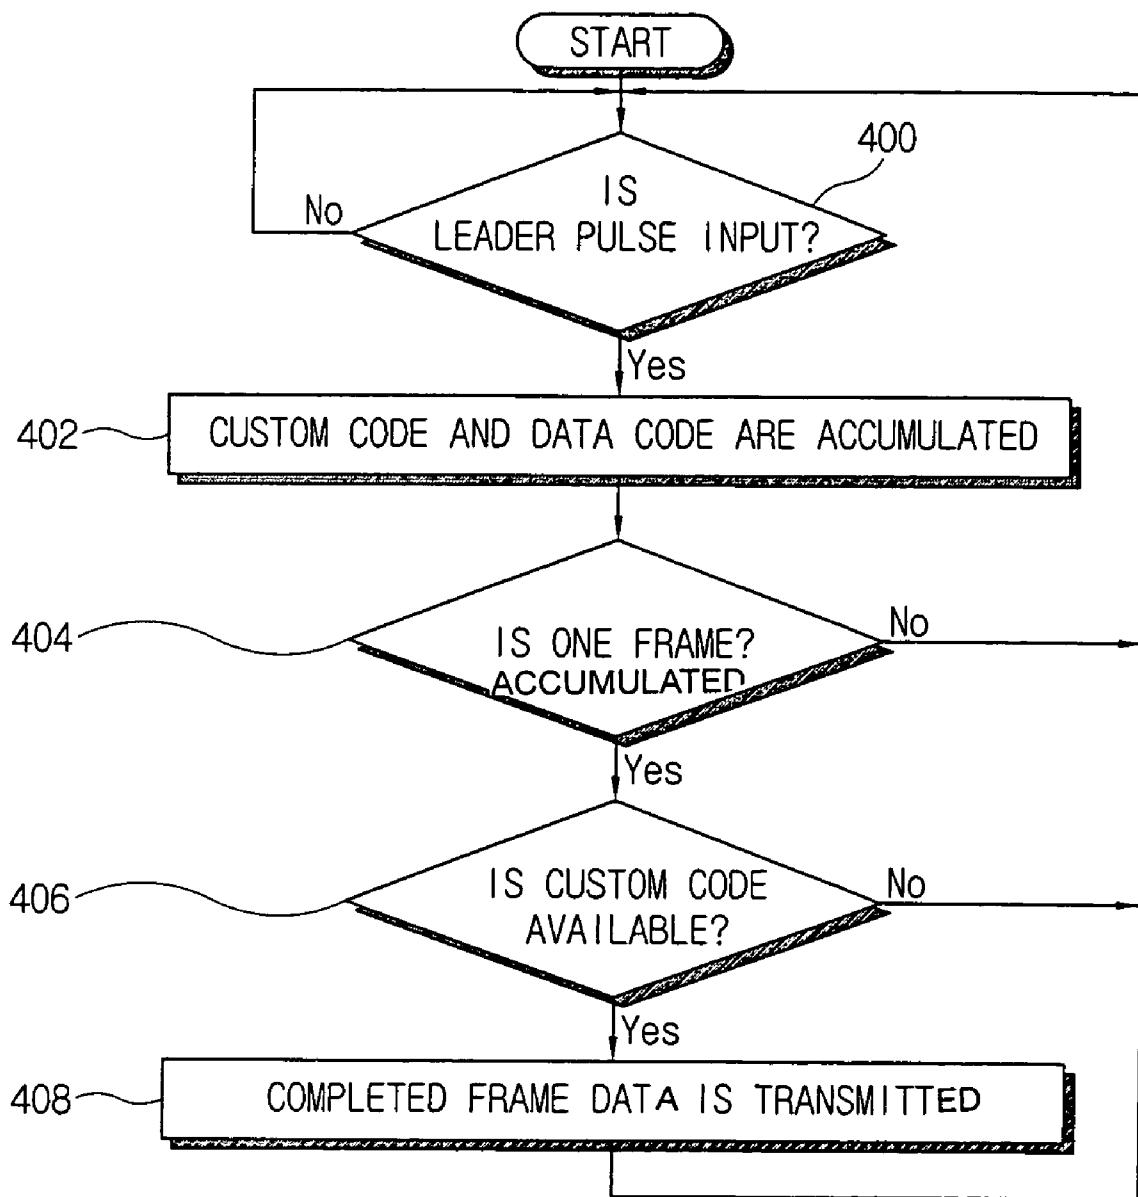 START
400
IS
LEADER PULSE INPUT?
No
Yes
402
CUSTOM CODE AND DATA CODE ARE ACCUMULATED
404
IS ONE FRAME?
ACCUMULATED
No
Yes
406
IS CUSTOM CODE
AVAILABLE?
No
Yes
408
COMPLETED FRAME DATA IS TRANSMITTED